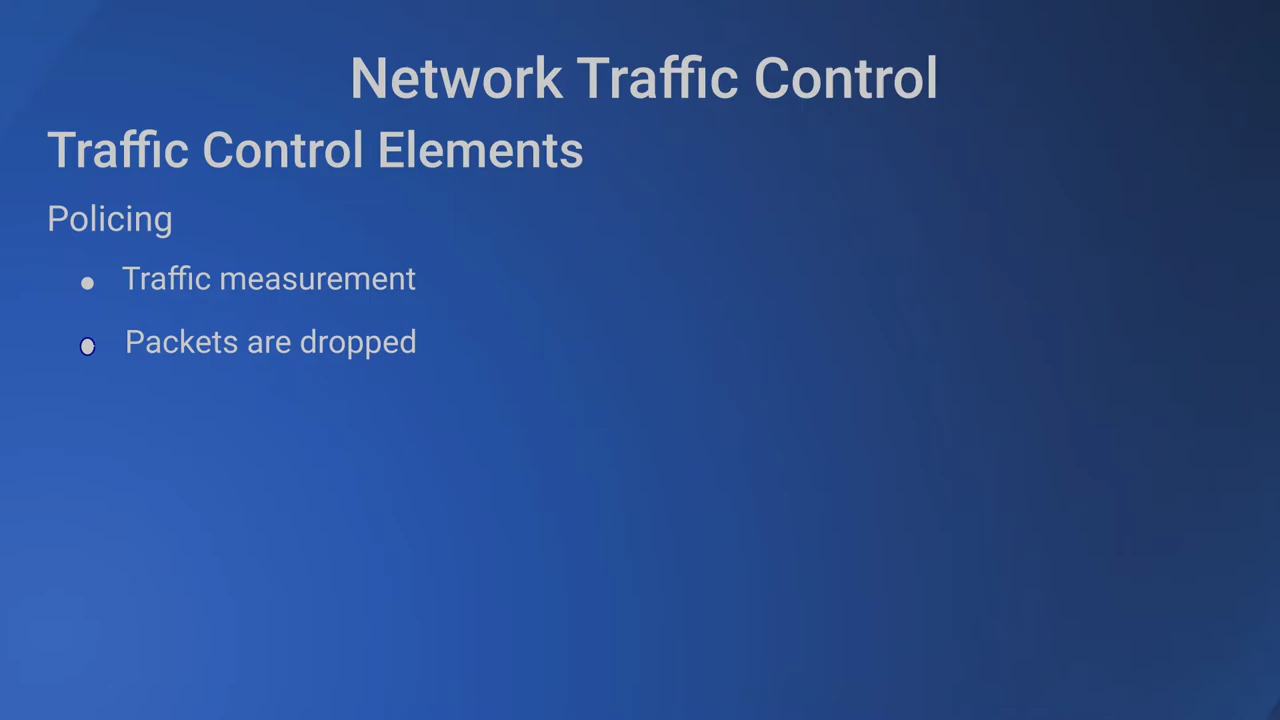 Network Traffic Control
Traffic Control Elements
Policing
● Traffic measurement
● Packets are dropped